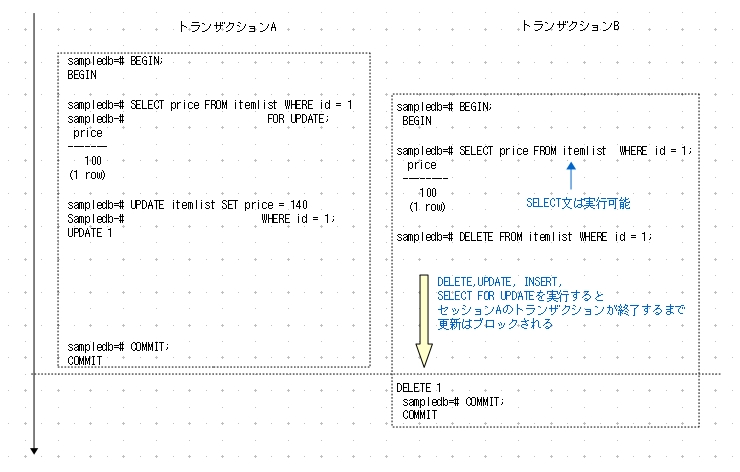 トランザクションA
sampledb=# BEGIN;
BEGIN
sampledb=# SELECT price FROM itemlist WHERE id = 1
sampledb-# FOR UPDATE;
price
-------
100
(1 row)
sampledb=# UPDATE itemlist SET price = 140
Sampledb-# WHERE id = 1;
UPDATE 1
sampledb=# COMMIT;
COMMIT
トランザクションB
sampledb=# BEGIN;
BEGIN
sampledb=# SELECT price FROM itemlist WHERE id = 1;
price
--------
100
(1 row)
SELECT文は実行可能
sampledb=# DELETE FROM itemlist WHERE id = 1;
DELETE,UPDATE, INSERT,
SELECT FOR UPDATEを実行すると
セッションAのトランザクションが終了するまで
更新はブロックされる
DELETE 1
sampledb=# COMMIT;
COMMIT